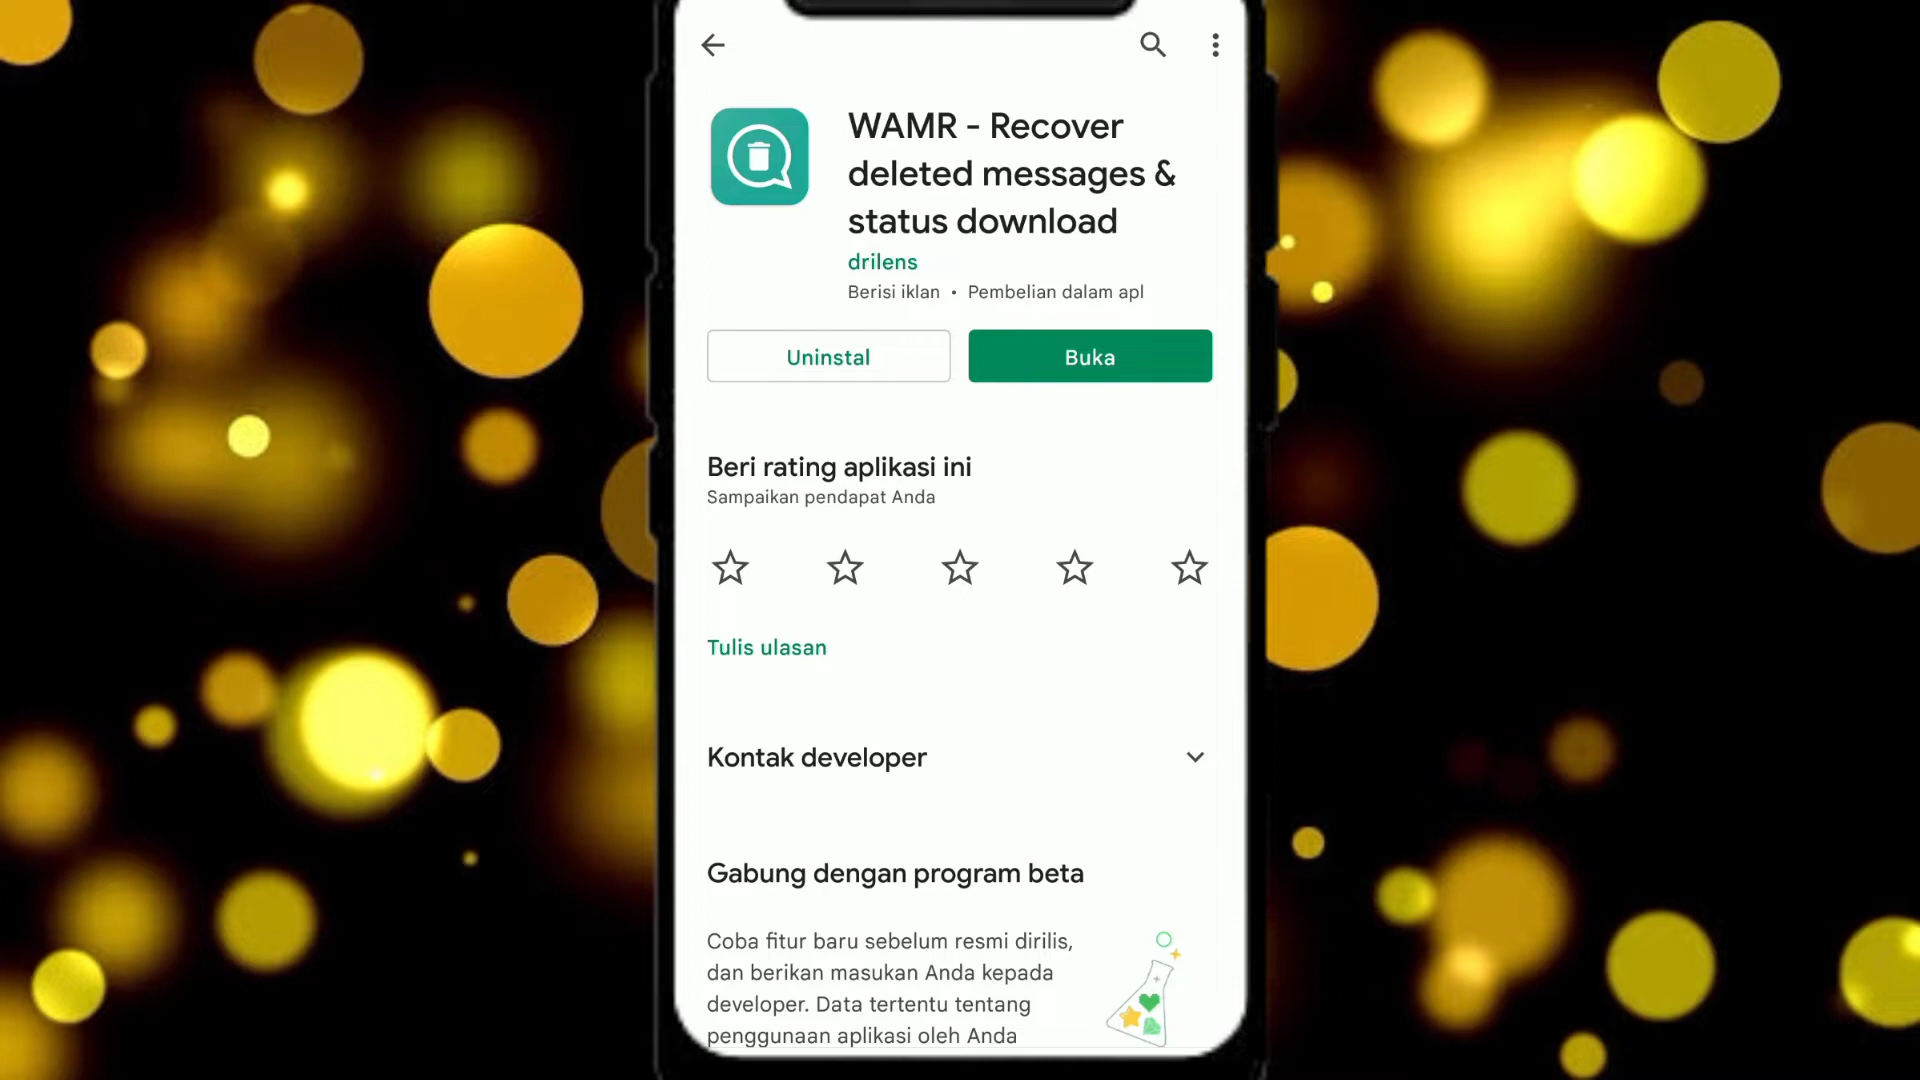 WAMR - Recover
deleted messages &
status download
drilens
Berisi iklan • Pembelian dalam apl
Uninstal
Buka
Beri rating aplikasi ini
Sampaikan pendapat Anda
Tulis ulasan
Kontak developer
Gabung dengan program beta
Coba fitur baru sebelum resmi dirilis,
dan berikan masukan Anda kepada
developer. Data tertentu tentang
penggunaan aplikasi oleh Anda